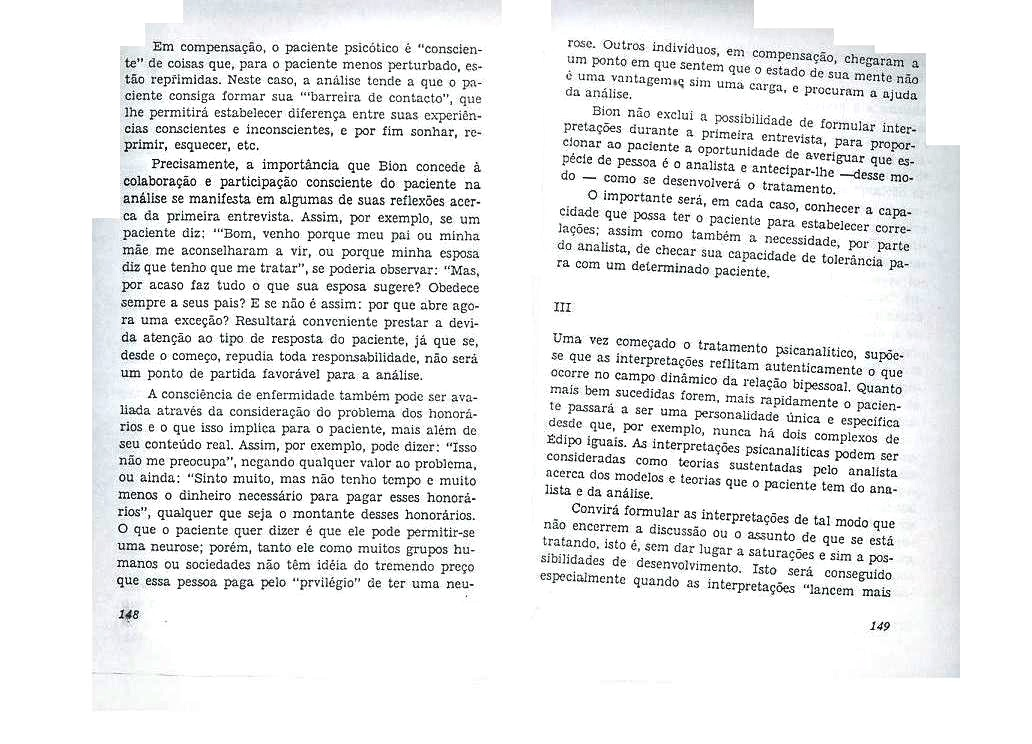 Em compensação, o paciente psicótico é "conscien-
te" de coisas que, para o paciente menos perturbado, es-
tão reprimidas. Neste caso, a análise tende a que o pa-
ciente consiga formar sua '"barreira de contacto", que
lhe permitirá estabelecer diferença entre suas experiên-
cias conscientes e inconscientes, e por fim sonhar, re-
primir, esquecer, etc.
Precisamente, a importância que Bion concede à
colaboração e participação consciente do paciente na
análise se manifesta em algumas de suas reflexões acer-
ca da primeira entrevista. Assim, por exemplo, se um
paciente diz: '"Bom, venho porque meu pai ou minha
mãe me aconselharam a vir, ou porque minha esposa
diz que tenho que me tratar", se poderia observar: "Mas,
por acaso faz tudo o que sua esposa sugere? Obedece
sempre a seus pais? E se não é assim: por que abre ago-
ra uma exceção? Resultará conveniente prestar a devi-
da atenção ao tipo de resposta do paciente, já que se,
desde o começo, repudia toda responsabilidade, não será
um ponto de partida favorável para a análise.
A consciência de enfermidade também pode ser ava-
liada através da consideração do problema dos honorá-
rios e o que isso implica para o paciente, mais além de
seu conteúdo real. Assim, por exemplo, pode dizer: "Isso
não me preocupa", negando qualquer valor ao problema,
ou ainda: "Sinto muito, mas não tenho tempo e muito
menos o dinheiro necessário para pagar esses honorá-
rios", qualquer que seja o montante desses honorários.
O que o paciente quer dizer é que ele pode permitir-se
uma neurose; porém, tanto ele como muitos grupos hu-
manos ou sociedades não têm idéia do tremendo preço
que essa pessoa paga pelo "prvilégio" de ter uma neu-
148
rose. Outros indivíduos, em compensação, chegaram a
um ponto em que sentem que o estado de sua mente não
é uma vantagem, e sim uma carga, e procuram a ajuda
da análise.
Bion não exclui a possibilidade de formular inter-
pretações durante a primeira entrevista, para propor-
cionar ao paciente a oportunidade de averiguar que es-
pécie de pessoa é o analista e antecipar-lhe —desse mo-
do — como se desenvolverá o tratamento.
O importante será, em cada caso, conhecer a capa-
cidade que possa ter o paciente para estabelecer corre-
lações; assim como também a necessidade, por parte
do analista, de checar sua capacidade de tolerância pa-
ra com um determinado paciente.
III
Uma vez começado o tratamento psicanalítico, supõe-
se que as interpretações reflitam autenticamente o que
ocorre no campo dinâmico da relação bipessoal. Quanto
mais bem sucedidas forem, mais rapidamente o pacien-
te passará a ser uma personalidade única e específica
desde que, por exemplo, nunca há dois complexos de
Édipo iguais. As interpretações psicanalíticas podem ser
consideradas como teorias sustentadas pelo analista
acerca dos modelos e teorias que o paciente tem do ana-
lista e da análise.
Convirá formular as interpretações de tal modo que
não encerrem a discussão ou o assunto de que se está
tratando, isto é, sem dar lugar a saturações e sim a pos-
sibilidades de desenvolvimento. Isto será conseguido
especialmente quando as interpretações "lancem mais
149